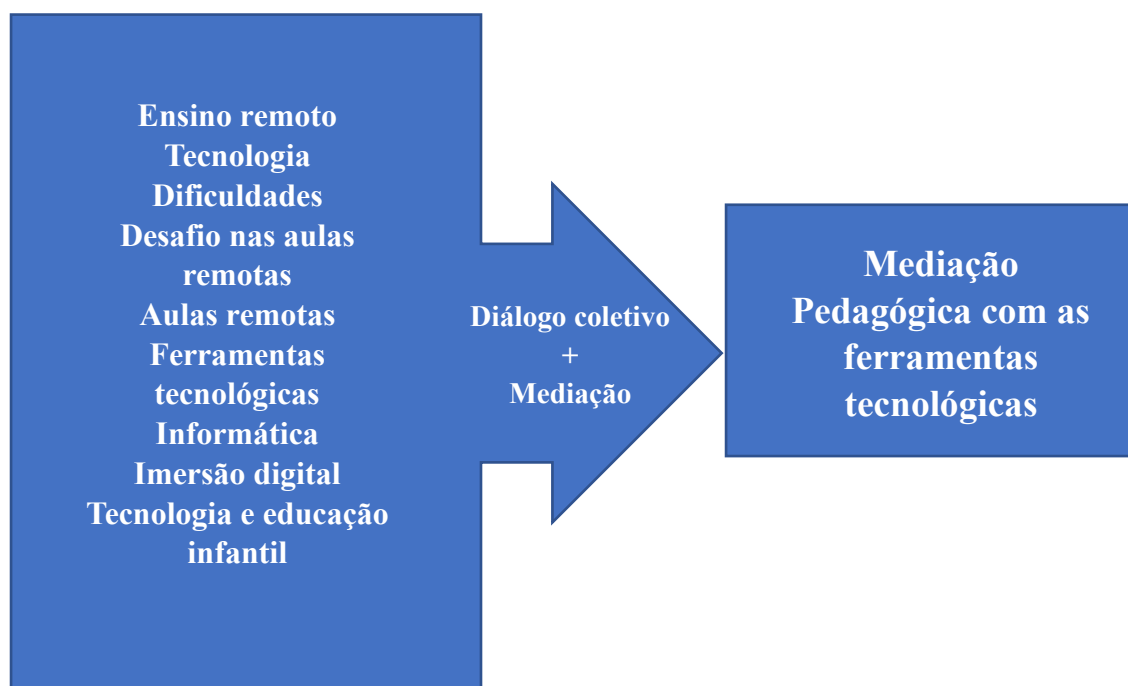 Ensino remoto
Tecnologia
Dificuldades
Desafio nas aulas
remotas
Aulas remotas
Ferramentas
tecnológicas
Informática
Imersão digital
Tecnologia e educação
infantil
Diálogo coletivo
+
Mediação
Mediação
Pedagógica com as
ferramentas
tecnológicas